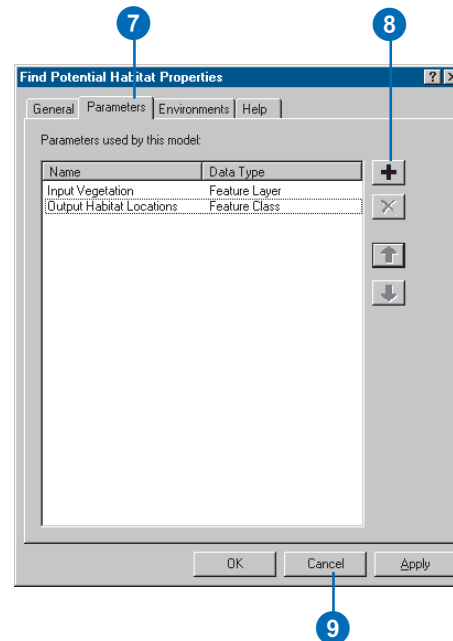 7 8
Find Potential Habitat Properties
General Parameters Environments Help
Parameters used by this model:
Name Data Type
Input Vegetation Feature Layer
Output Habitat Locations Feature Class
OK Cancel Apply
9